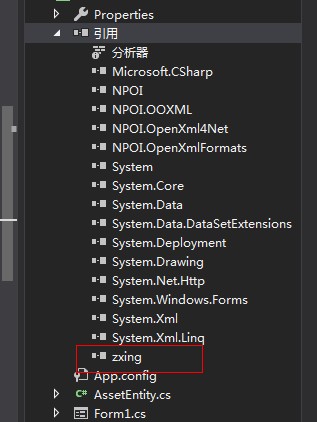 Properties
引用
分析器
Microsoft.CSharp
NPOI
NPOI.OOXML
NPOI.OpenXml4Net
NPOI.OpenXmlFormats
System
System.Core
System.Data
System.Data.DataSetExtensions
System.Deployment
System.Drawing
System.Net.Http
System.Windows.Forms
System.Xml
System.Xml.Linq
zxing
App.config
AssetEntity.cs
Form1.cs